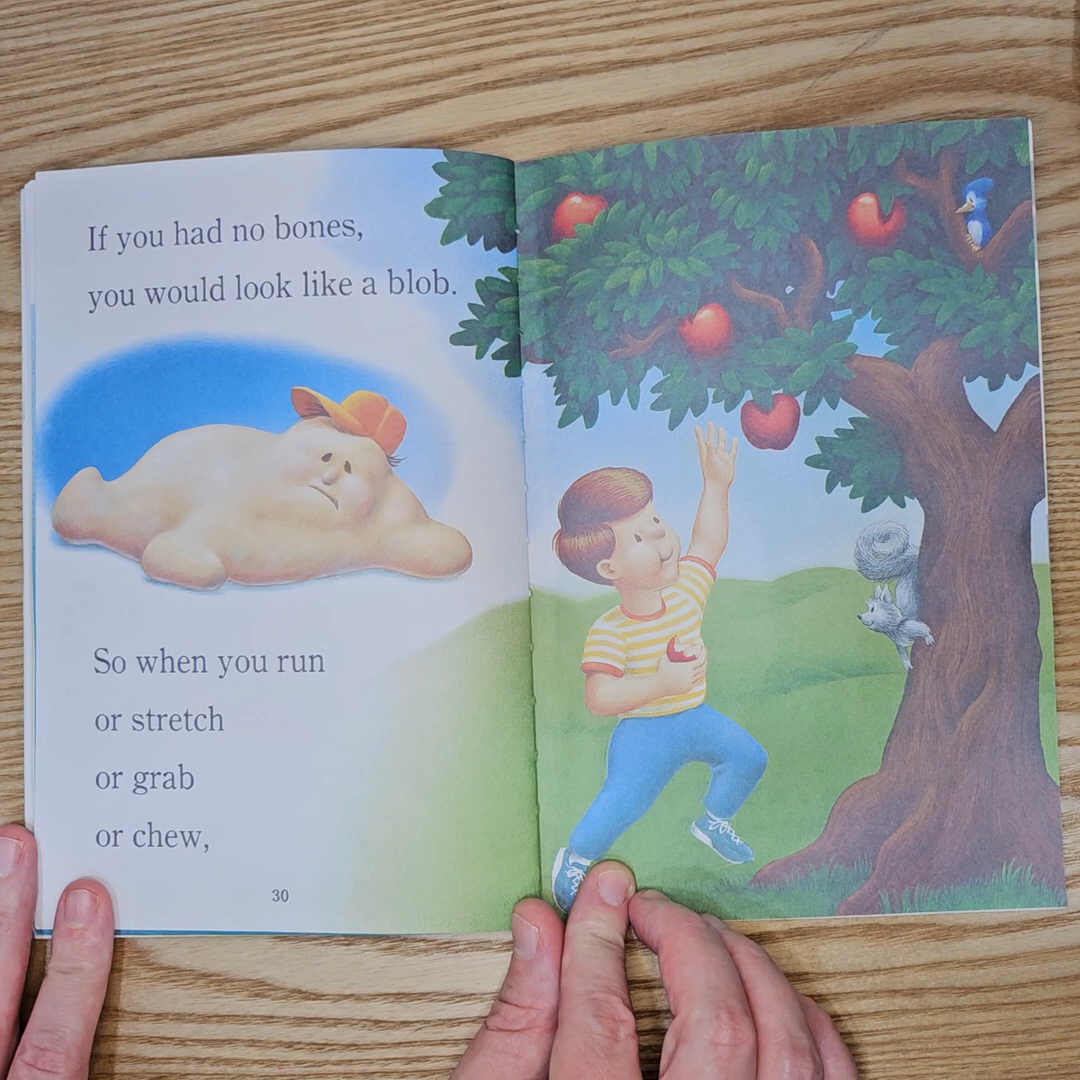 If you had no bones,
you would look like a blob.
So when you run
or stretch
or grab
or chew,
30